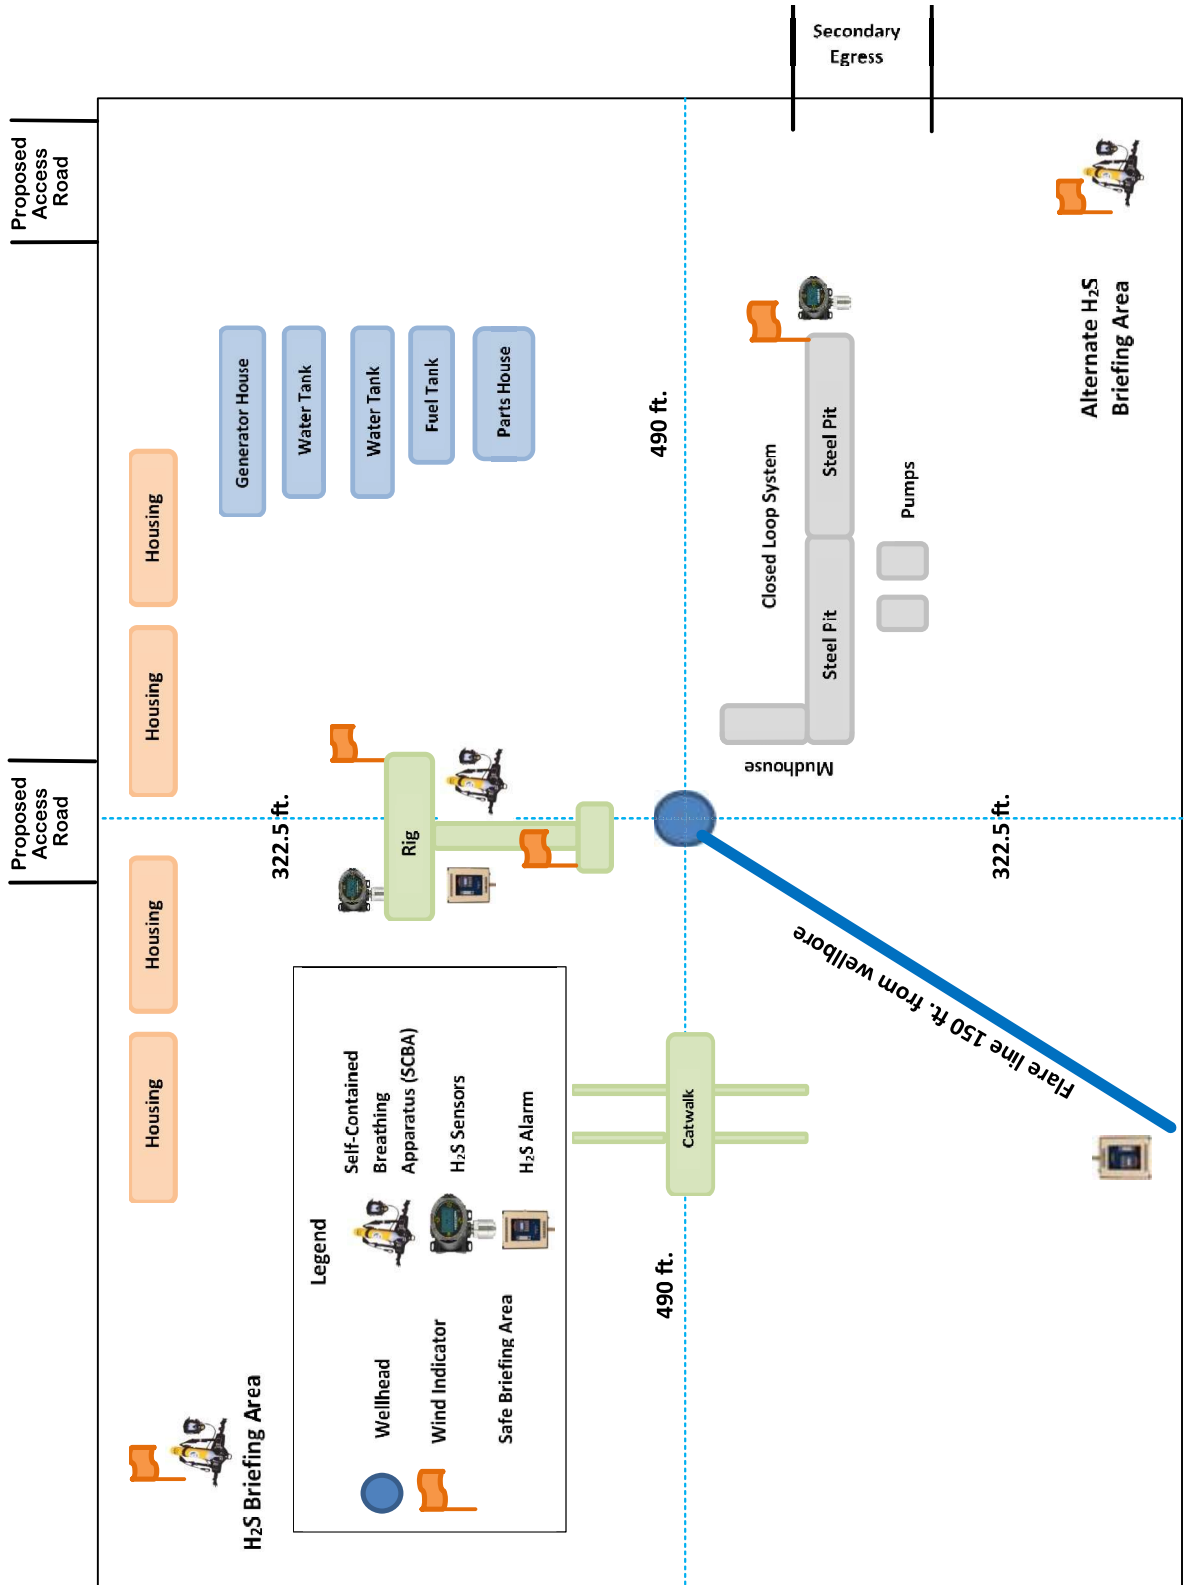 Secondary
Egress
Proposed
Access
Road
Proposed
Access
Road
Housing
Housing
Housing
Housing
Generator House
Water Tank
Water Tank
Fuel Tank
Parts House
490 ft.
Closed Loop System
Steel Pit
Steel Pit
Pumps
Mudhouse
Alternate H₂S
Briefing Area
322.5 ft.
Rig
322.5 ft.
Flare line 150 ft. from wellbore
Catwalk
490 ft.
Legend
Self-Contained
Breathing
Apparatus (SCBA)
H₂S Sensors
H₂S Alarm
Wellhead
Wind Indicator
Safe Briefing Area
H₂S Briefing Area